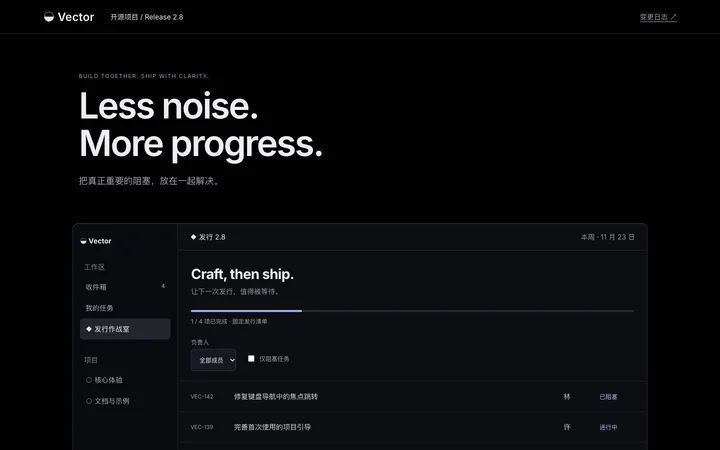 Vector
开源项目 / Release 2.8
变更日志 ↗
BUILD TOGETHER. SHIP WITH CLARITY.
Less noise.
More progress.
把真正重要的阻塞，放在一起解决。
Vector
工作区
收件箱 4
我的任务
◆ 发行作战室
项目
○ 核心体验
○ 文档与示例
◆ 发行 2.8
本周 · 11 月 23 日
Craft, then ship.
让下一次发行，值得被等待。
1 / 4 项已完成 · 固定发行清单
负责人
全部成员
仅阻塞任务
VEC-142 修复键盘导航中的焦点跳转 林 已阻塞
VEC-139 完善首次使用的项目引导 许 进行中